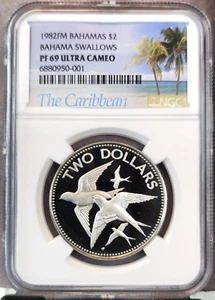 1982FM BAHAMAS $2
BAHAMA SWALLOWS
PF 69 ULTRA CAMEO
6880950-001
The Caribbean
NGC
TWO DOLLARS